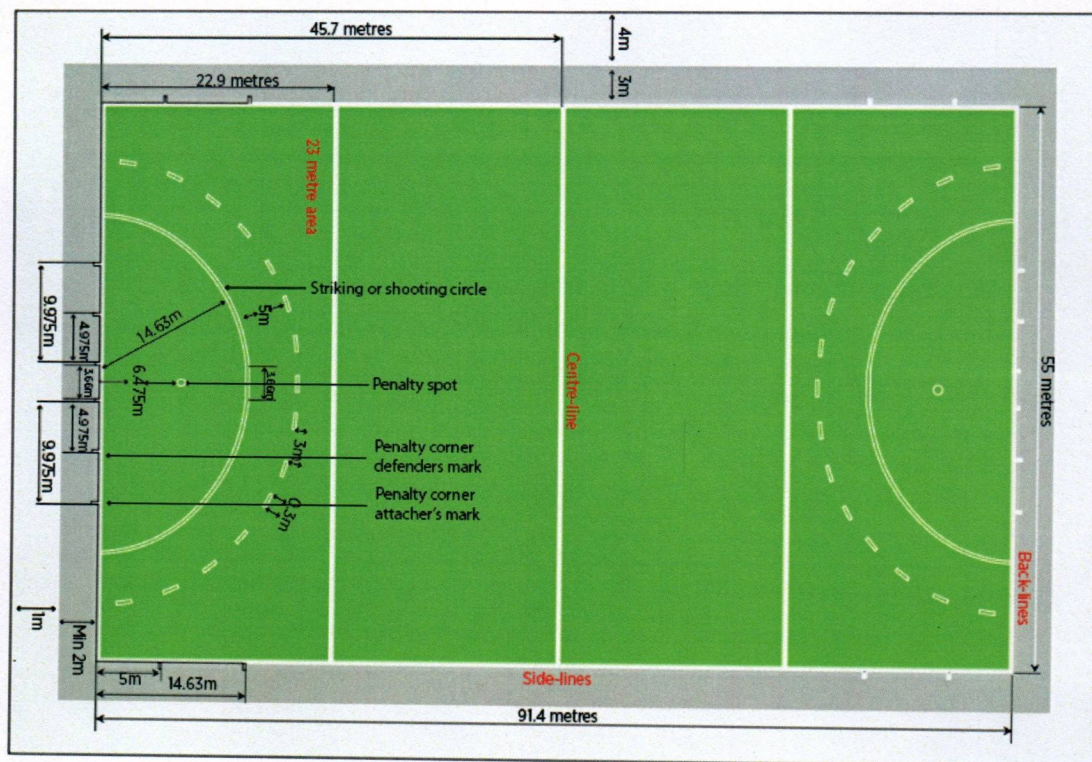 45.7 metres
4m
22.9 metres
3m
23 metre area
Striking or shooting circle
5m
14.63m
9.975m
4.975m
3.66m
6.475m
3.66m
Penalty spot
Centre-line
55 metres
4.975m
9.975m
3m
Penalty corner
defenders mark
0.3m
Penalty corner
attacher's mark
Back-lines
1m
Min 2m
5m
14.63m
Side-lines
91.4 metres